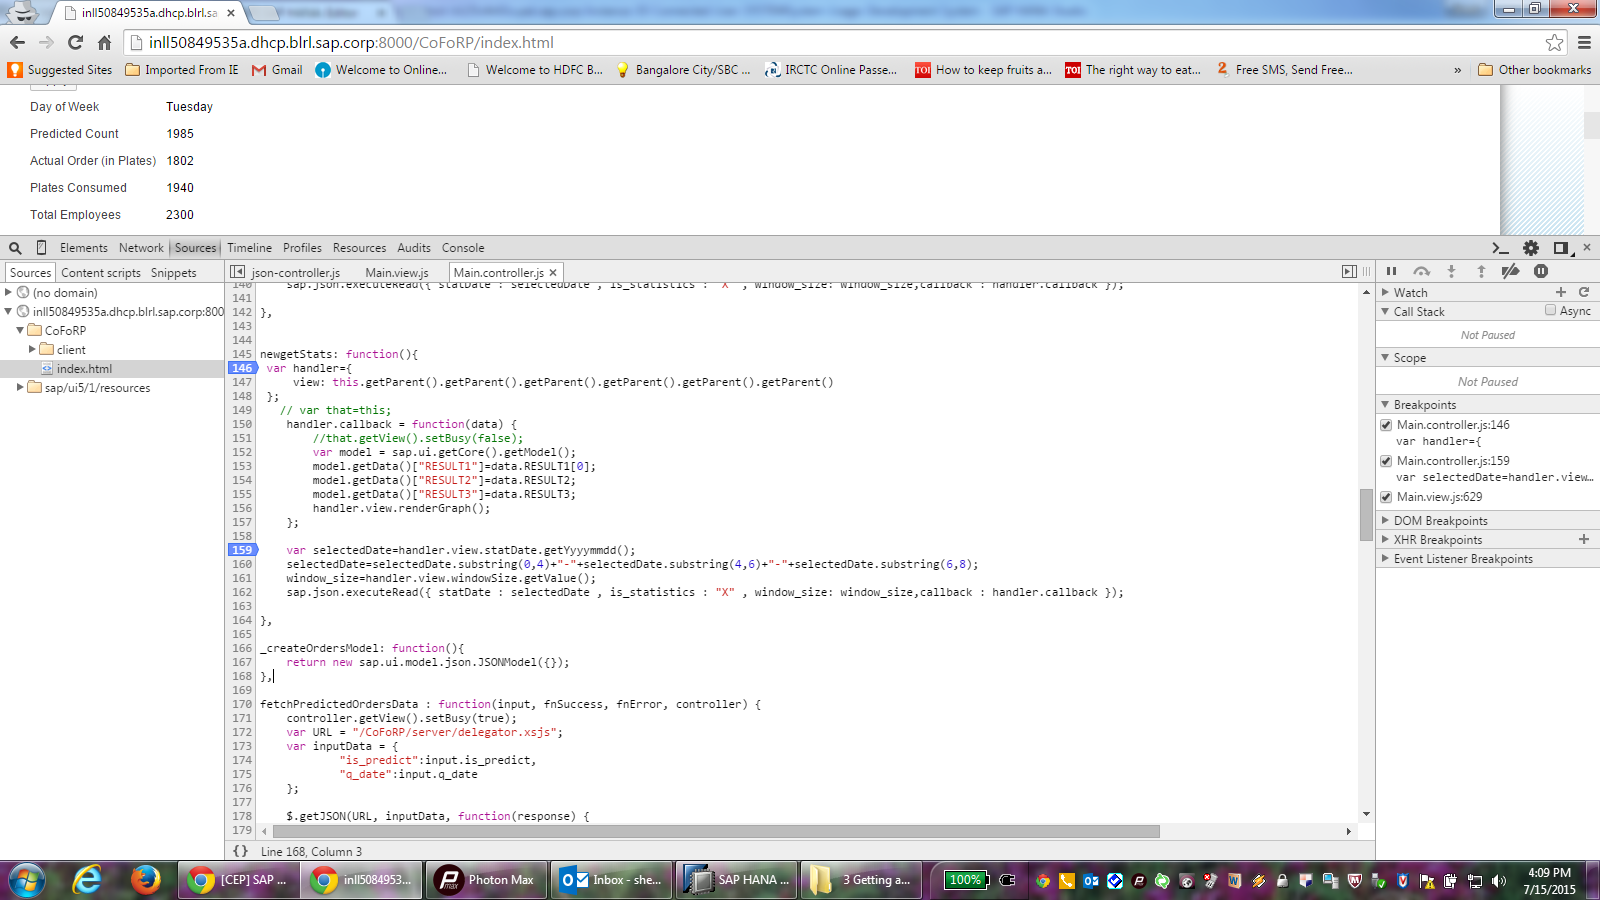 inll50849535a.dhcp.blrl.sa
inll50849535a.dhcp.blrl.sap.corp:8000/CoFoRP/index.html
Suggested Sites Imported From IE Gmail Welcome to Online... Welcome to HDFC B... Bangalore City/SBC ... IRCTC Online Passe... How to keep fruits a... The right way to eat... Free SMS, Send Free... » Other bookmarks
Day of Week Tuesday
Predicted Count 1985
Actual Order (in Plates) 1802
Plates Consumed 1940
Total Employees 2300
Elements Network Sources Timeline Profiles Resources Audits Console
Sources Content scripts Snippets
json-controller.js Main.view.js Main.controller.js
(no domain)
inll50849535a.dhcp.blrl.sap.corp:800
CoFoRP
client
index.html
sap/ui5/1/resources
140 sap.json.executeRead({ statDate : selectedDate , is_statistics : "X" , window_size: window_size,callback : handler.callback });
141
142 },
143
144
145 newgetStats: function(){
146 var handler={
147 view: this.getParent().getParent().getParent().getParent().getParent().getParent()
148 };
149 // var that=this;
150 handler.callback = function(data) {
151 //that.getView().setBusy(false);
152 var model = sap.ui.getCore().getModel();
153 model.getData()["RESULT1"]=data.RESULT1[0];
154 model.getData()["RESULT2"]=data.RESULT2;
155 model.getData()["RESULT3"]=data.RESULT3;
156 handler.view.renderGraph();
157 };
158
159 var selectedDate=handler.view.statDate.getYyyymmdd();
160 selectedDate=selectedDate.substring(0,4)+"-"+selectedDate.substring(4,6)+"-"+selectedDate.substring(6,8);
161 window_size=handler.view.windowSize.getValue();
162 sap.json.executeRead({ statDate : selectedDate , is_statistics : "X" , window_size: window_size,callback : handler.callback });
163
164 },
165
166 _createOrdersModel: function(){
167 return new sap.ui.model.json.JSONModel({});
168 },
169
170 fetchPredictedOrdersData : function(input, fnSuccess, fnError, controller) {
171 controller.getView().setBusy(true);
172 var URL = "/CoFoRP/server/delegator.xsjs";
173 var inputData = {
174 "is_predict":input.is_predict,
175 "q_date":input.q_date
176 };
177
178 $.getJSON(URL, inputData, function(response) {
179
{} Line 168, Column 3
Watch
Call Stack Async
Not Paused
Scope
Not Paused
Breakpoints
Main.controller.js:146
var handler={
Main.controller.js:159
var selectedDate=handler.view...
Main.view.js:629
DOM Breakpoints
XHR Breakpoints
Event Listener Breakpoints
[CEP] SAP ... inll5084953... Photon Max Inbox - she... SAP HANA ... 3 Getting a... 100%
4:09 PM
7/15/2015